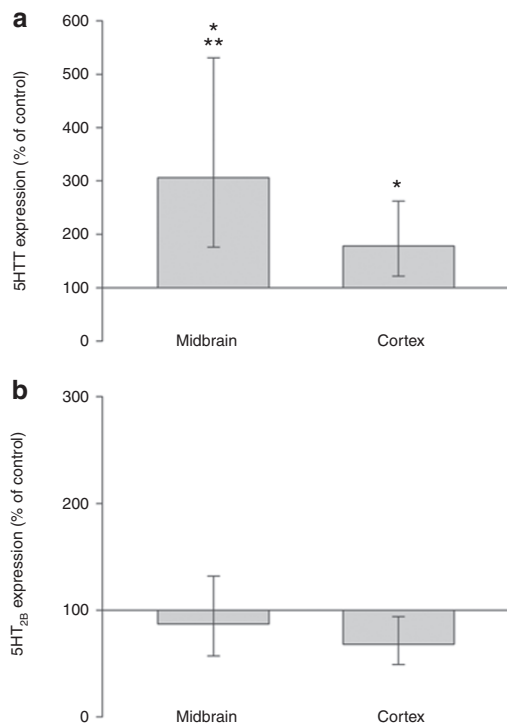 a
600
500
400
300
200
100
0
5HTT expression (% of control)
*
**
*
Midbrain Cortex
b
300
200
100
0
5HT2B expression (% of control)
Midbrain Cortex